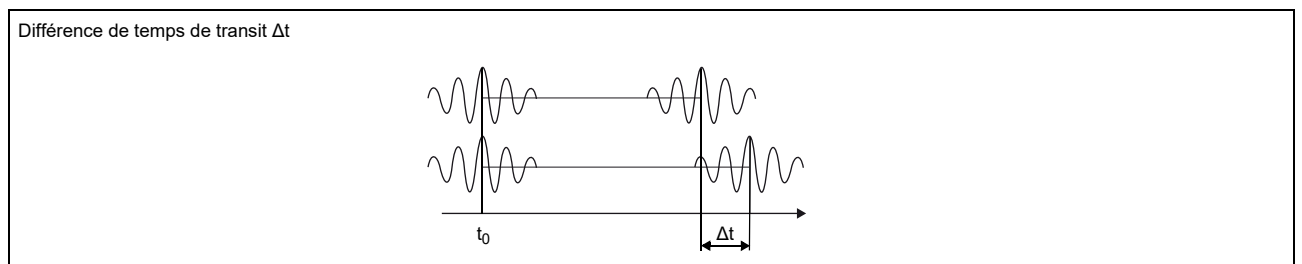 Différence de temps de transit Δt
t₀
Δt